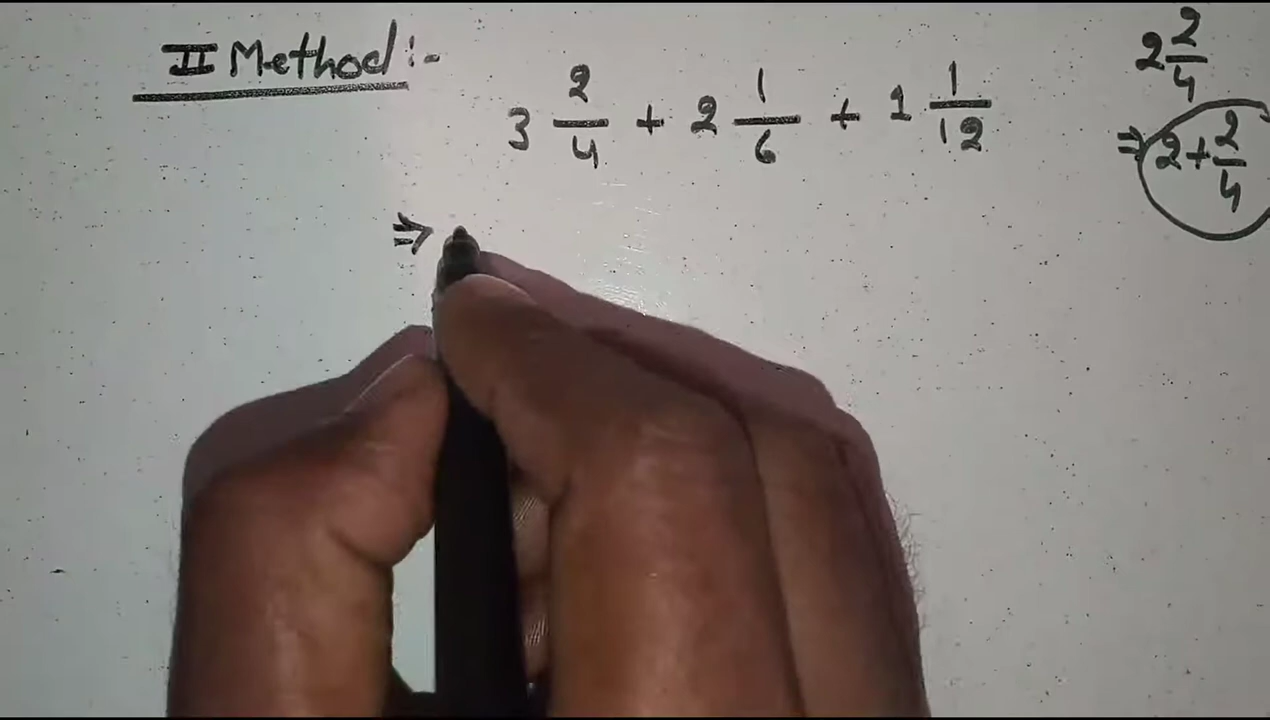 II Method :-
3 2/4 + 2 1/6 + 1 1/12
⇒
2 2/4
⇒ 2+2/4